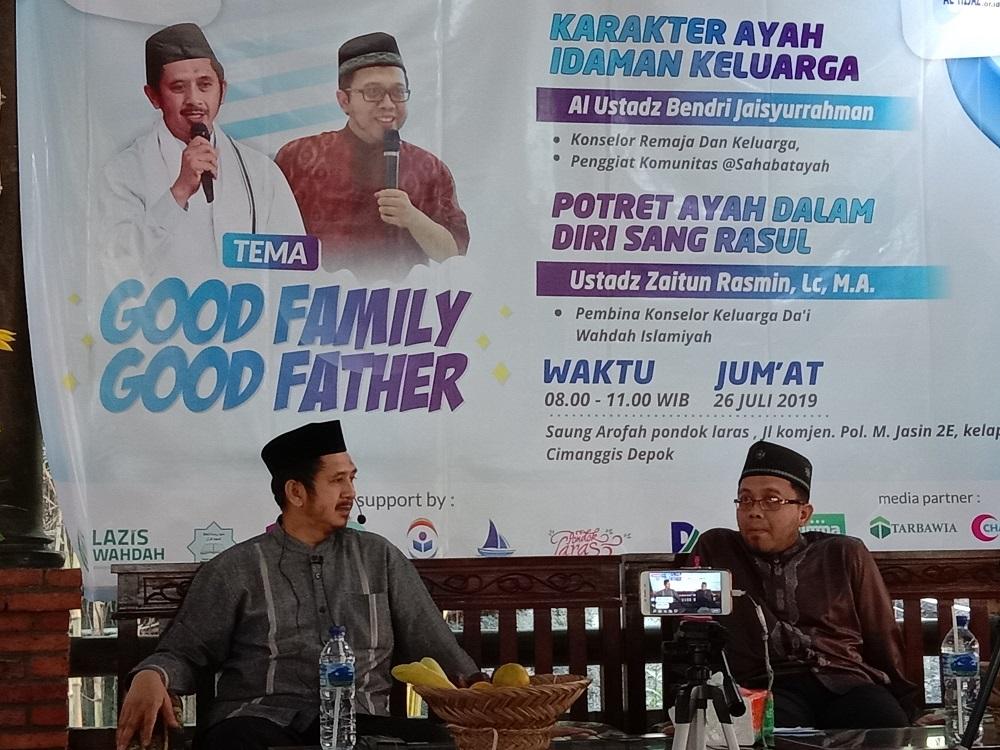 KARAKTER AYAH
IDAMAN KELUARGA
Al Ustadz Bendri Jaisyurrahman
• Konselor Remaja Dan Keluarga,
• Penggiat Komunitas @Sahabatayah
POTRET AYAH DALAM
DIRI SANG RASUL
Ustadz Zaitun Rasmin, Lc, M.A.
• Pembina Konselor Keluarga Da'i
Wahdah Islamiyah
TEMA
GOOD FAMILY
GOOD FATHER
WAKTU JUM'AT
08.00 - 11.00 WIB 26 JULI 2019
Saung Arofah pondok laras , Jl komjen. Pol. M. Jasin 2E, kelap
Cimanggis Depok
support by :
media partner :
LAZIS
WAHDAH
TARBAWIA
CHA